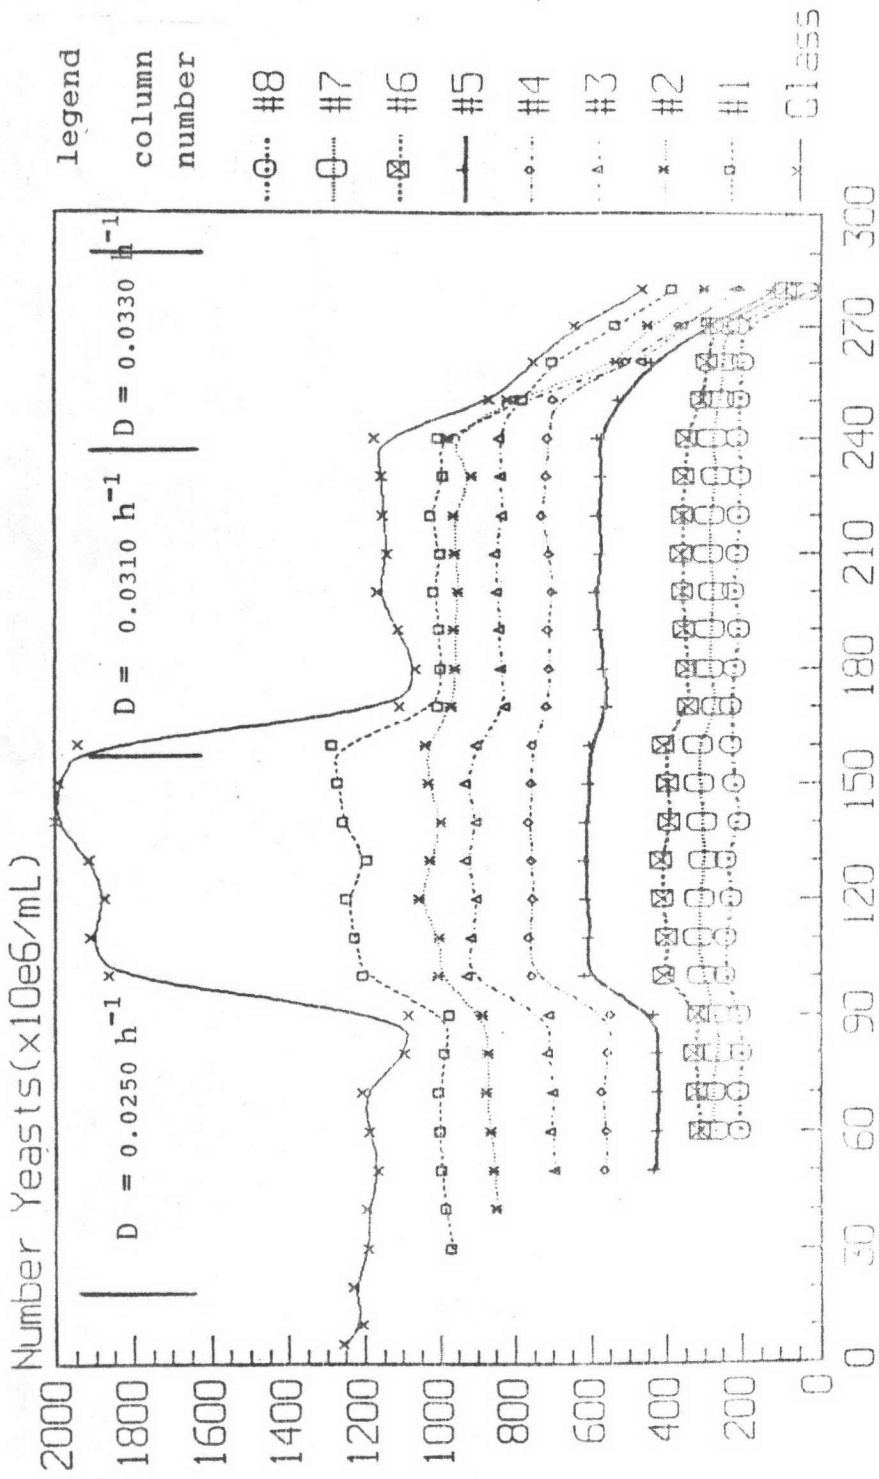 Number Yeasts(x10e6/mL)
2000
1800
1600
1400
1200
1000
800
600
400
200
0
D = 0.0250 h⁻¹
D = 0.0310 h⁻¹
D = 0.0330 h⁻¹
0 30 60 90 120 150 180 210 240 270 300
legend
column
number
#8
#7
#6
#5
#4
#3
#2
#1
Class